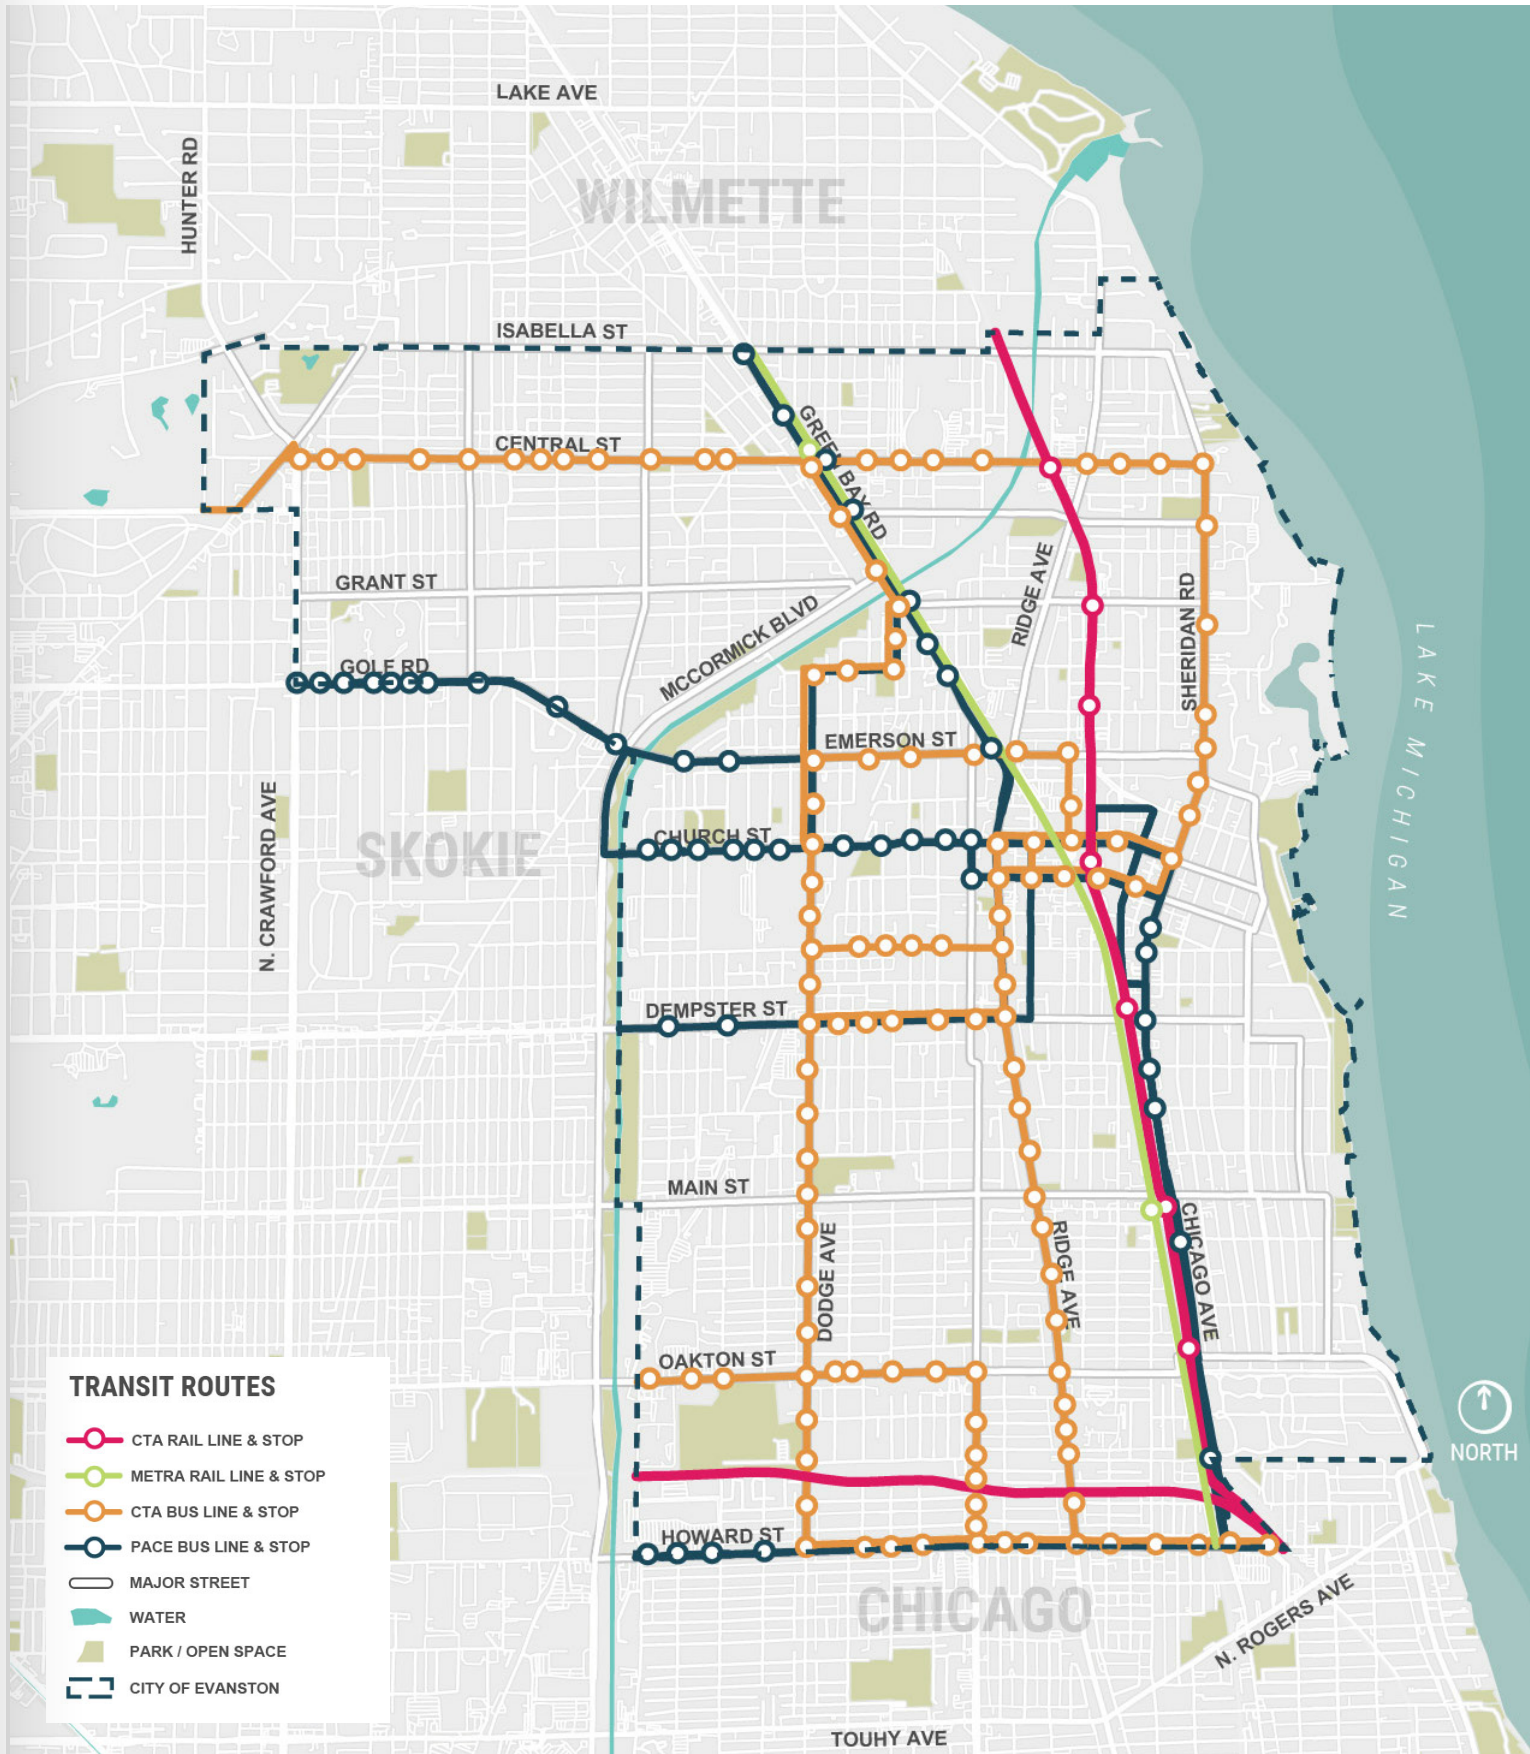 LAKE AVE
HUNTER RD
WILMETTE
ISABELLA ST
CENTRAL ST
GREEN BAY RD
GRANT ST
RIDGE AVE
SHERIDAN RD
MCCORMICK BLVD
LAKE MICHIGAN
GOLF RD
EMERSON ST
N. CRAWFORD AVE
SKOKIE
CHURCH ST
DEMPSTER ST
MAIN ST
DODGE AVE
RIDGE AVE
CHICAGO AVE
OAKTON ST
HOWARD ST
CHICAGO
N. ROGERS AVE
TOUHY AVE
NORTH
TRANSIT ROUTES
CTA RAIL LINE & STOP
METRA RAIL LINE & STOP
CTA BUS LINE & STOP
PACE BUS LINE & STOP
MAJOR STREET
WATER
PARK / OPEN SPACE
CITY OF EVANSTON